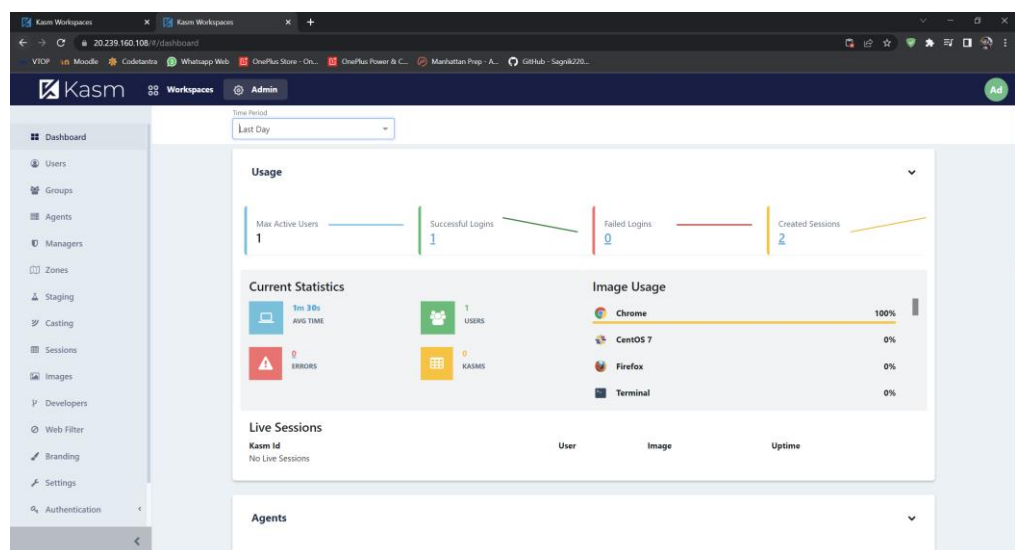 Kasm Workspaces
Kasm Workspaces
20.239.160.108/#/dashboard
VTOP Moodle Codetantra Whatsapp Web OnePlus Store - On... OnePlus Power & C... Manhattan Prep - A... GitHub - Sagnik220...
Kasm Workspaces Admin Ad
Time Period
Last Day
Dashboard
Users
Groups
Agents
Managers
Zones
Staging
Casting
Sessions
Images
Developers
Web Filter
Branding
Settings
Authentication
Usage
Max Active Users
1
Successful Logins
1
Failed Logins
0
Created Sessions
2
Current Statistics
1m 30s
AVG TIME
1
USERS
0
ERRORS
0
KASMS
Image Usage
Chrome 100%
CentOS 7 0%
Firefox 0%
Terminal 0%
Live Sessions
Kasm Id User Image Uptime
No Live Sessions
Agents